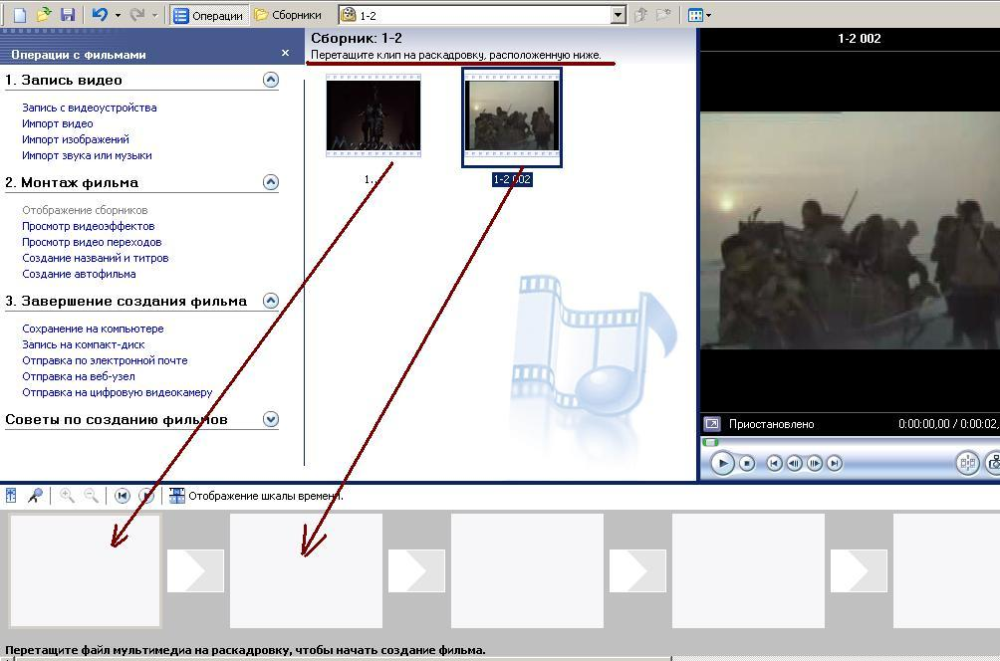 Операции
Сборники
1-2
Операции с фильмами
Сборник: 1-2
Перетащите клип на раскадровку, расположенную ниже.
1-2 002
1. Запись видео
Запись с видеоустройства
Импорт видео
Импорт изображений
Импорт звука или музыки
1...
1-2 002
2. Монтаж фильма
Отображение сборников
Просмотр видеоэффектов
Просмотр видео переходов
Создание названий и титров
Создание автофильма
3. Завершение создания фильма
Сохранение на компьютере
Запись на компакт-диск
Отправка по электронной почте
Отправка на веб-узел
Отправка на цифровую видеокамеру
Советы по созданию фильмов
Приостановлено
0:00:00,00 / 0:00:02,
Отображение шкалы времени.
Перетащите файл мультимедиа на раскадровку, чтобы начать создание фильма.